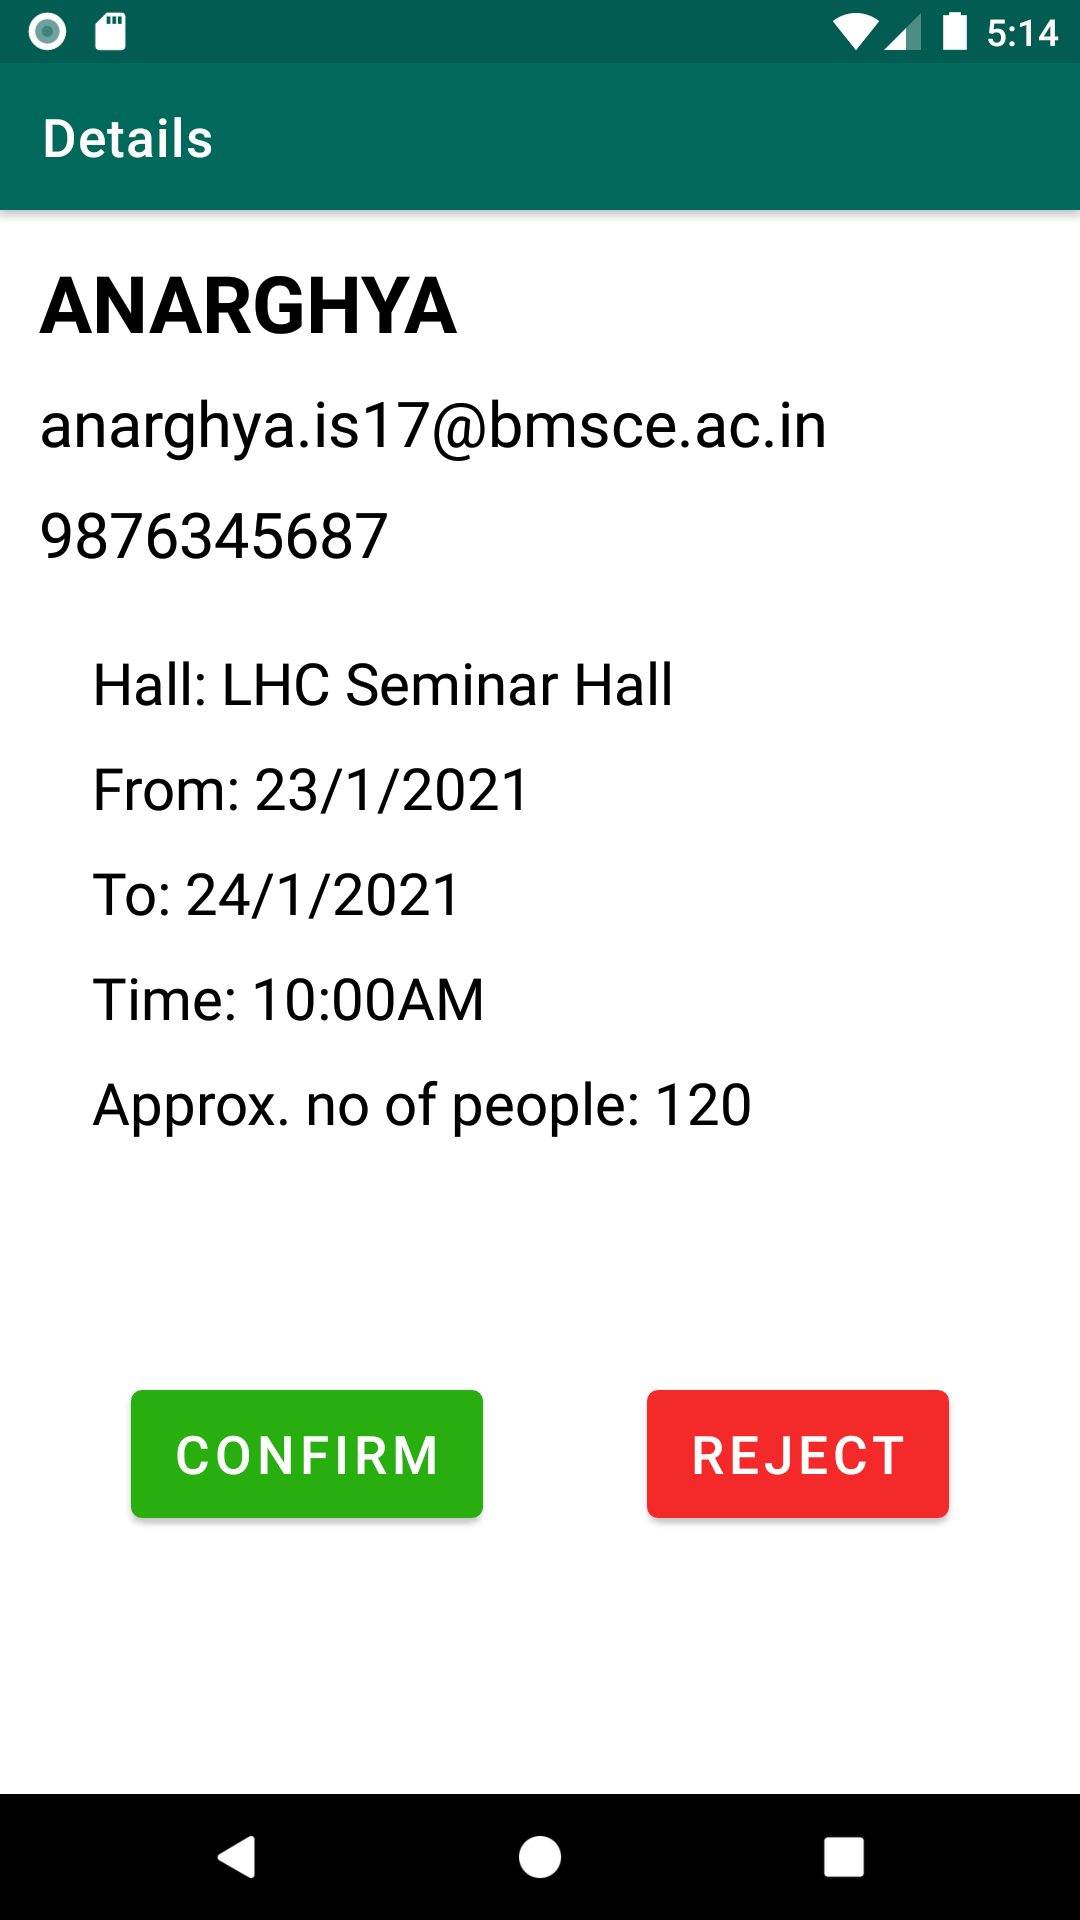 5:14
Details
ANARGHYA
anarghya.is17@bmsce.ac.in
9876345687
Hall: LHC Seminar Hall
From: 23/1/2021
To: 24/1/2021
Time: 10:00AM
Approx. no of people: 120
CONFIRM REJECT